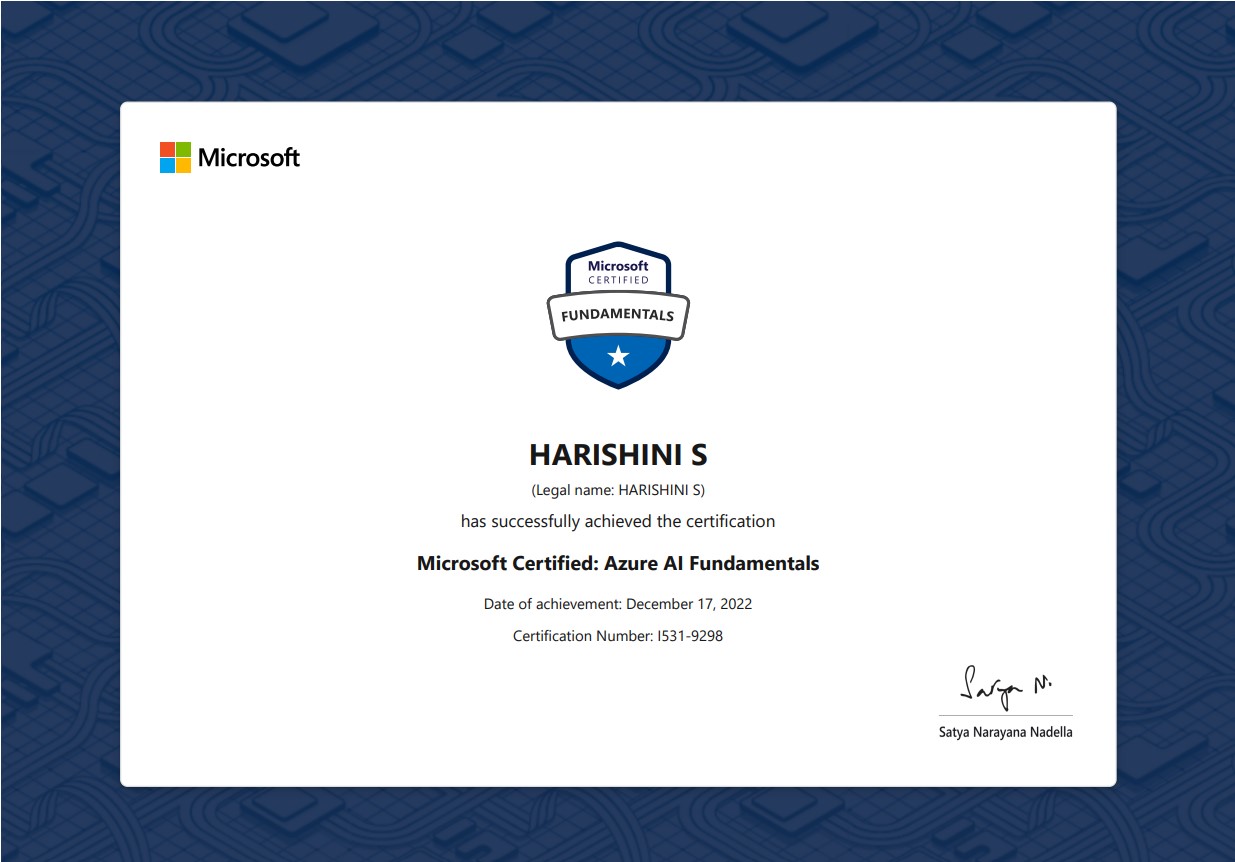 Microsoft
Microsoft
CERTIFIED
FUNDAMENTALS
HARISHINI S
(Legal name: HARISHINI S)
has successfully achieved the certification
Microsoft Certified: Azure AI Fundamentals
Date of achievement: December 17, 2022
Certification Number: I531-9298
Satya N.
Satya Narayana Nadella